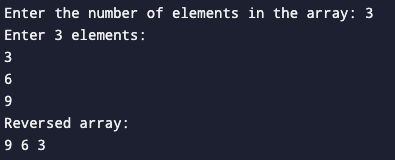 Enter the number of elements in the array: 3
Enter 3 elements:
3
6
9
Reversed array:
9 6 3